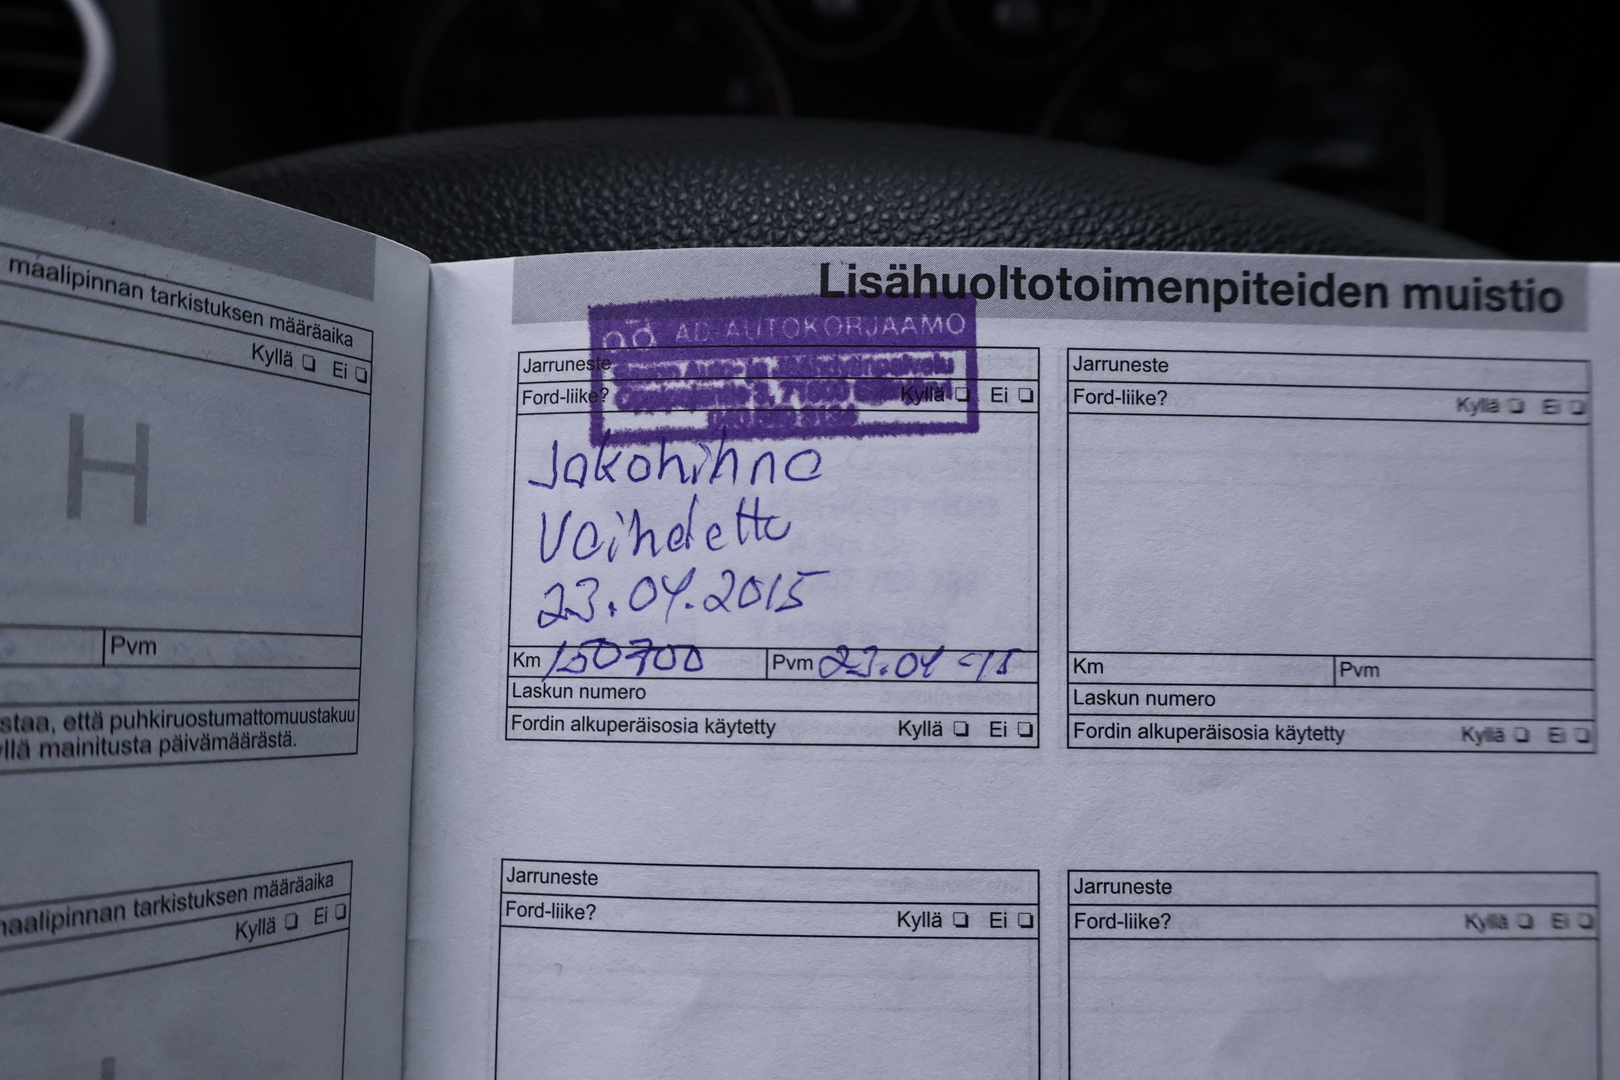 maalipinnan tarkistuksen määräaika
Kyllä Ei
H
Pvm
staa, että puhkiruostumattomuustakuu
llä mainitusta päivämäärästä.
maalipinnan tarkistuksen määräaika
Kyllä Ei
Lisähuoltotoimenpiteiden muistio
AD-AUTOKORJAAMO
Jarruneste
Ford-liike? Kyllä Ei
Jakohihna
Vaihdettu
23.04.2015
Km 150700 Pvm 23.04-15
Laskun numero
Fordin alkuperäisosia käytetty Kyllä Ei
Jarruneste
Ford-liike?
Kyllä Ei
Km Pvm
Laskun numero
Fordin alkuperäisosia käytetty Kyllä Ei
Jarruneste
Ford-liike? Kyllä Ei
Jarruneste
Ford-liike? Kyllä Ei